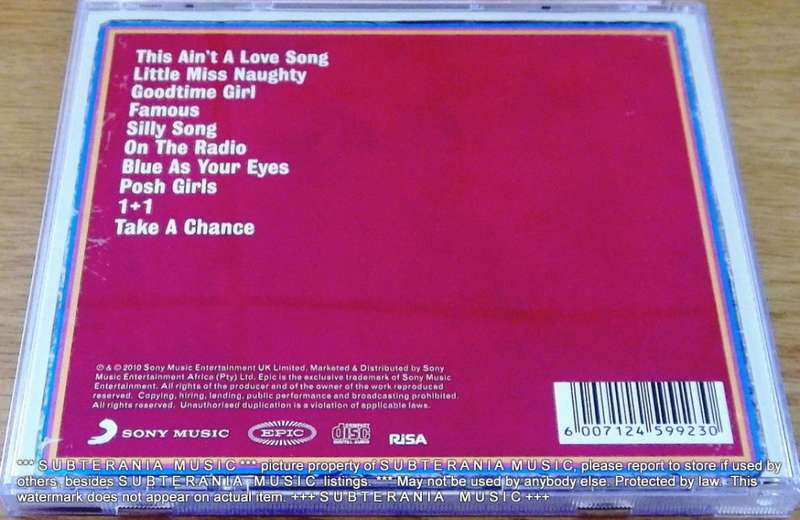 This Ain't A Love Song
Little Miss Naughty
Goodtime Girl
Famous
Silly Song
On The Radio
Blue As Your Eyes
Posh Girls
1+1
Take A Chance
℗ & © 2010 Sony Music Entertainment UK Limited. Marketed & Distributed by Sony
Music Entertainment Africa (Pty) Ltd. Epic is the exclusive trademark of Sony Music
Entertainment. All rights of the producer and of the owner of the work reproduced
reserved. Copying, hiring, lending, public performance and broadcasting prohibited.
All rights reserved. Unauthorised duplication is a violation of applicable laws.
SONY MUSIC
EPIC
COMPACT
disc
DIGITAL AUDIO
RiSA
6 007124 599230
*** S U B T E R A N I A M U S I C *** picture property of S U B T E R A N I A M U S I C, please report to store if used by
others, besides S U B T E R A N I A M U S I C listings. *** May not be used by anybody else. Protected by law. This
watermark does not appear on actual item. +++ S U B T E R A N I A M U S I C +++